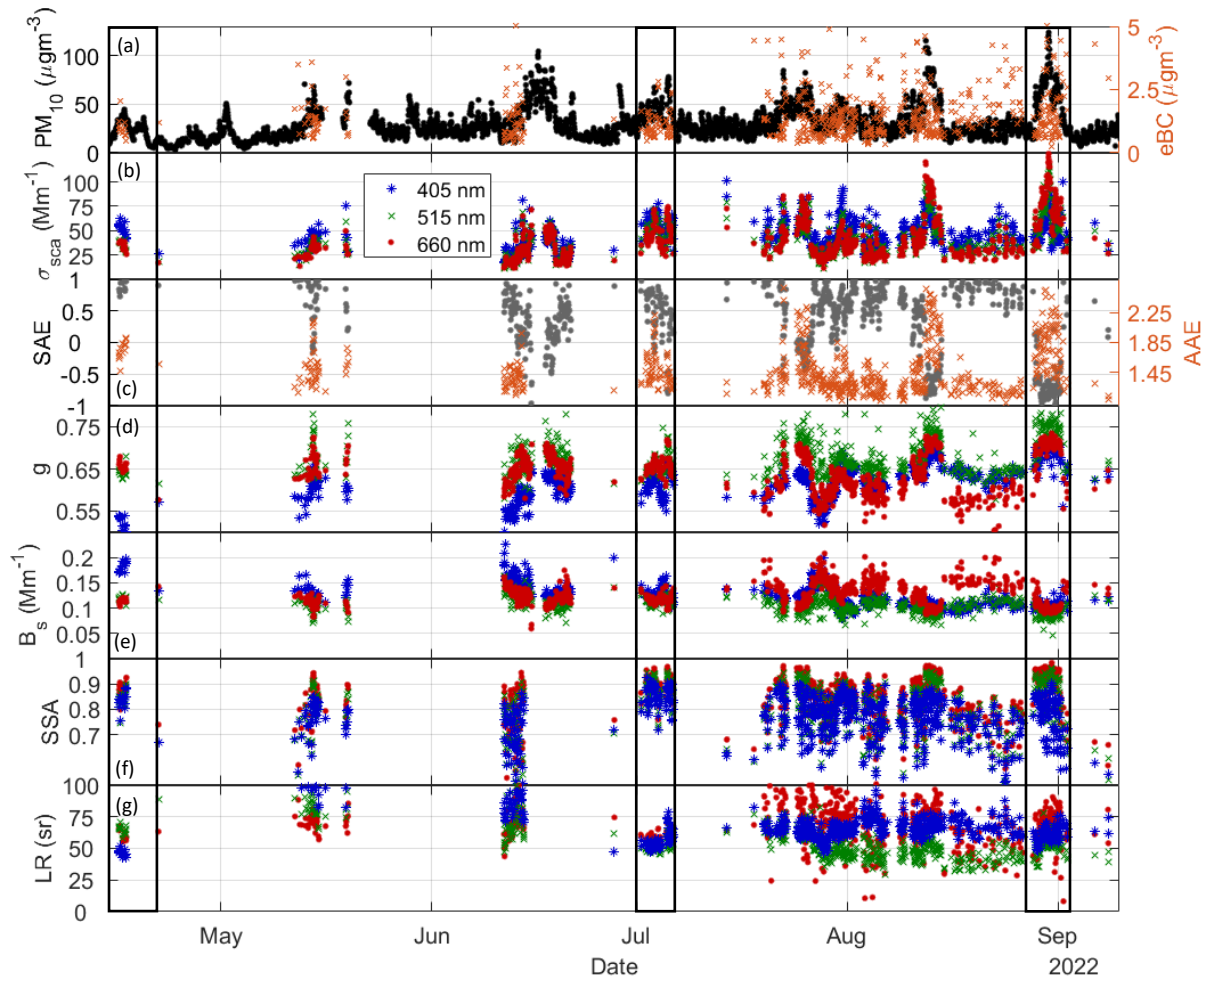 PM10 (μgm-3)
100
50
0
(a)
5
2.5
0
eBC (μgm-3)
σsca (Mm-1)
100
75
50
25
(b)
405 nm
515 nm
660 nm
SAE
1
0.5
0
-0.5
-1
(c)
2.25
1.85
1.45
AAE
g
0.75
0.65
0.55
(d)
Bs (Mm-1)
0.2
0.15
0.1
0.05
(e)
SSA
1
0.9
0.8
0.7
(f)
LR (sr)
100
75
50
25
0
(g)
May
Jun
Jul
Aug
Sep
Date
2022